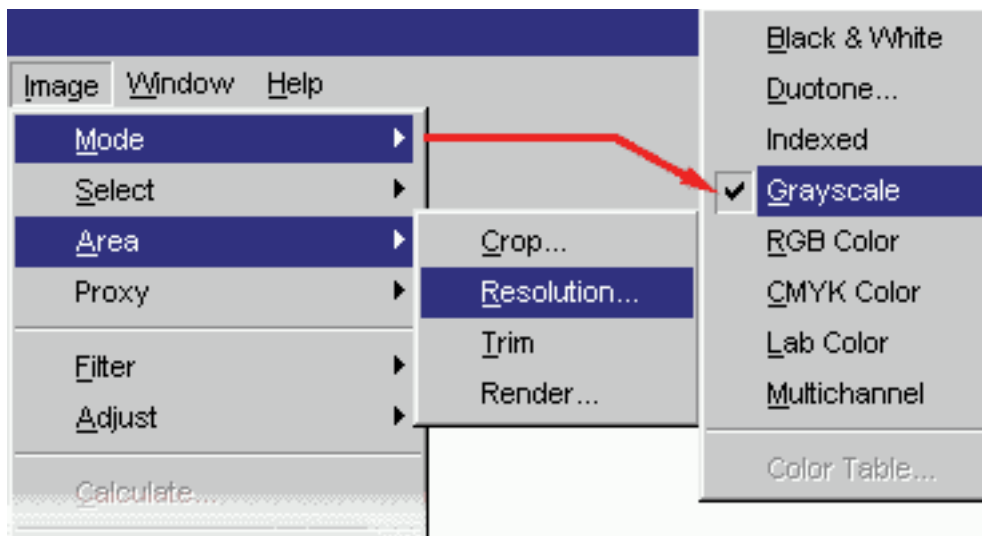 Image Window Help
Mode
Select
Area
Proxy
Filter
Adjust
Calculate...
Crop...
Resolution...
Trim
Render...
Black & White
Duotone...
Indexed
Grayscale
RGB Color
CMYK Color
Lab Color
Multichannel
Color Table...